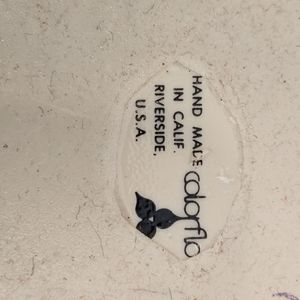 HAND MADE
IN CALIF.
RIVERSIDE,
U.S.A.
colorflo